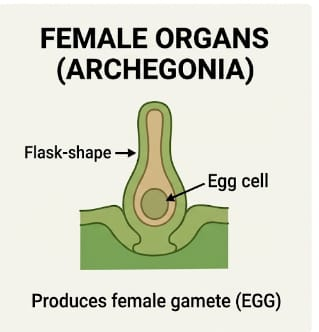 FEMALE ORGANS
(ARCHEGONIA)
Flask-shape
Egg cell
Produces female gamete (EGG)